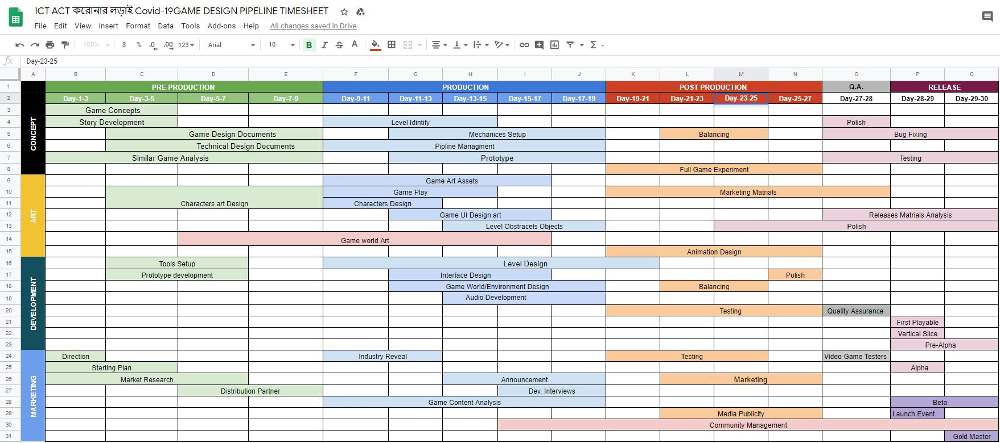 ICT ACT করোনার লড়াই Covid-19GAME DESIGN PIPELINE TIMESHEET
File Edit View Insert Format Data Tools Add-ons Help All changes saved in Drive
100% $ % .0 .00 123 Arial 10 B I S A
fx Day-23-25
A B C D E F G H I J K L M N O P Q
1 PRE PRODUCTION PRODUCTION POST PRODUCTION Q.A. RELEASE
2 Day-1-3 Day-3-5 Day-5-7 Day-7-9 Day-9-11 Day-11-13 Day-13-15 Day-15-17 Day-17-19 Day-19-21 Day-21-23 Day-23-25 Day-25-27 Day-27-28 Day-28-29 Day-29-30
CONCEPT
3 Game Concepts
4 Story Development Level Idintify Polish
5 Game Design Documents Mechanices Setup Balancing Bug Fixing
6 Technical Design Documents Pipline Managment
7 Similar Game Analysis Prototype Testing
8 Full Game Experiment
ART
9 Game Art Assets
10 Game Play Marketing Matrials
11 Characters art Design Characters Design
12 Game UI Design art Releases Matrials Analysis
13 Level Obstracels Objects Polish
14 Game world Art
15 Animation Design
DEVELOPMENT
16 Tools Setup Level Design
17 Prototype development Interface Design Polish
18 Game World/Environment Design Balancing
19 Audio Development
20 Testing Quality Assurance
21 First Playable
22 Vertical Slice
23 Pre-Alpha
MARKETING
24 Direction Industry Reveal Testing Video Game Testers
25 Starting Plan Alpha
26 Market Research Announcement Marketing
27 Distribution Partner Dev. Interviews
28 Game Content Analysis Beta
29 Media Publicity Launch Event
30 Community Management
31 Gold Master